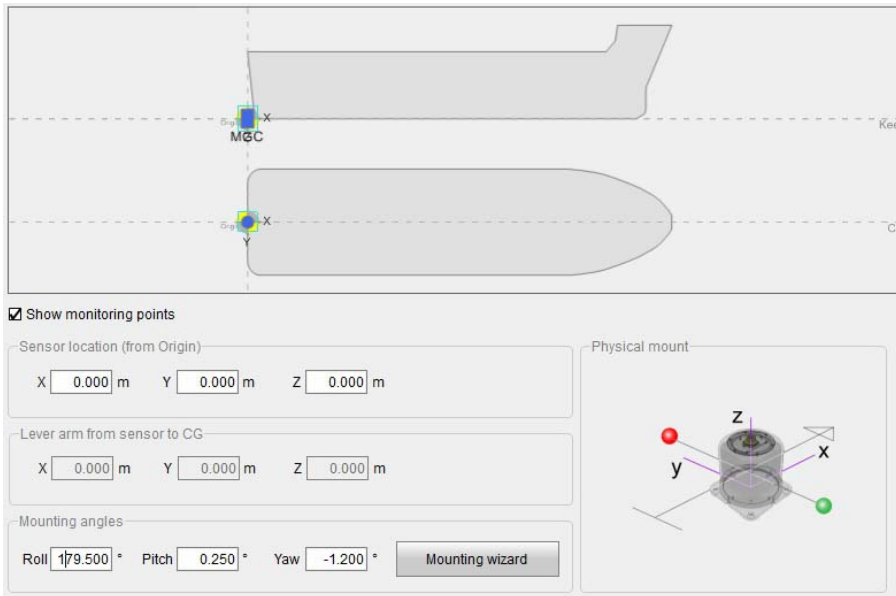 X
Kee
MGC
X
C
Y
Show monitoring points
Sensor location (from Origin)
X 0.000 m Y 0.000 m Z 0.000 m
Lever arm from sensor to CG
X 0.000 m Y 0.000 m Z 0.000 m
Mounting angles
Roll 179.500 ° Pitch 0.250 ° Yaw -1.200 ° Mounting wizard
Physical mount
z
y
x